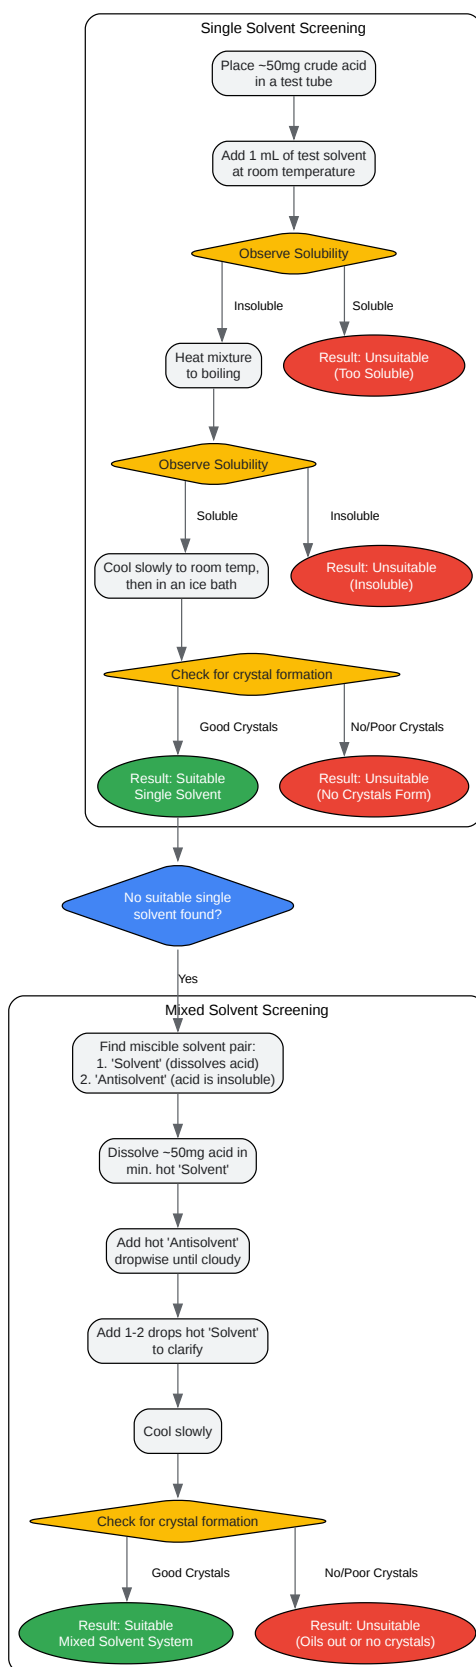 Single Solvent Screening
Place ~50mg crude acid
in a test tube
Add 1 mL of test solvent
at room temperature
Observe Solubility
Insoluble
Soluble
Heat mixture
to boiling
Result: Unsuitable
(Too Soluble)
Observe Solubility
Soluble
Insoluble
Cool slowly to room temp,
then in an ice bath
Result: Unsuitable
(Insoluble)
Check for crystal formation
Good Crystals
No/Poor Crystals
Result: Suitable
Single Solvent
Result: Unsuitable
(No Crystals Form)
No suitable single
solvent found?
Yes
Mixed Solvent Screening
Find miscible solvent pair:
1. 'Solvent' (dissolves acid)
2. 'Antisolvent' (acid is insoluble)
Dissolve ~50mg acid in
min. hot 'Solvent'
Add hot 'Antisolvent'
dropwise until cloudy
Add 1-2 drops hot 'Solvent'
to clarify
Cool slowly
Check for crystal formation
Good Crystals
No/Poor Crystals
Result: Suitable
Mixed Solvent System
Result: Unsuitable
(Oils out or no crystals)